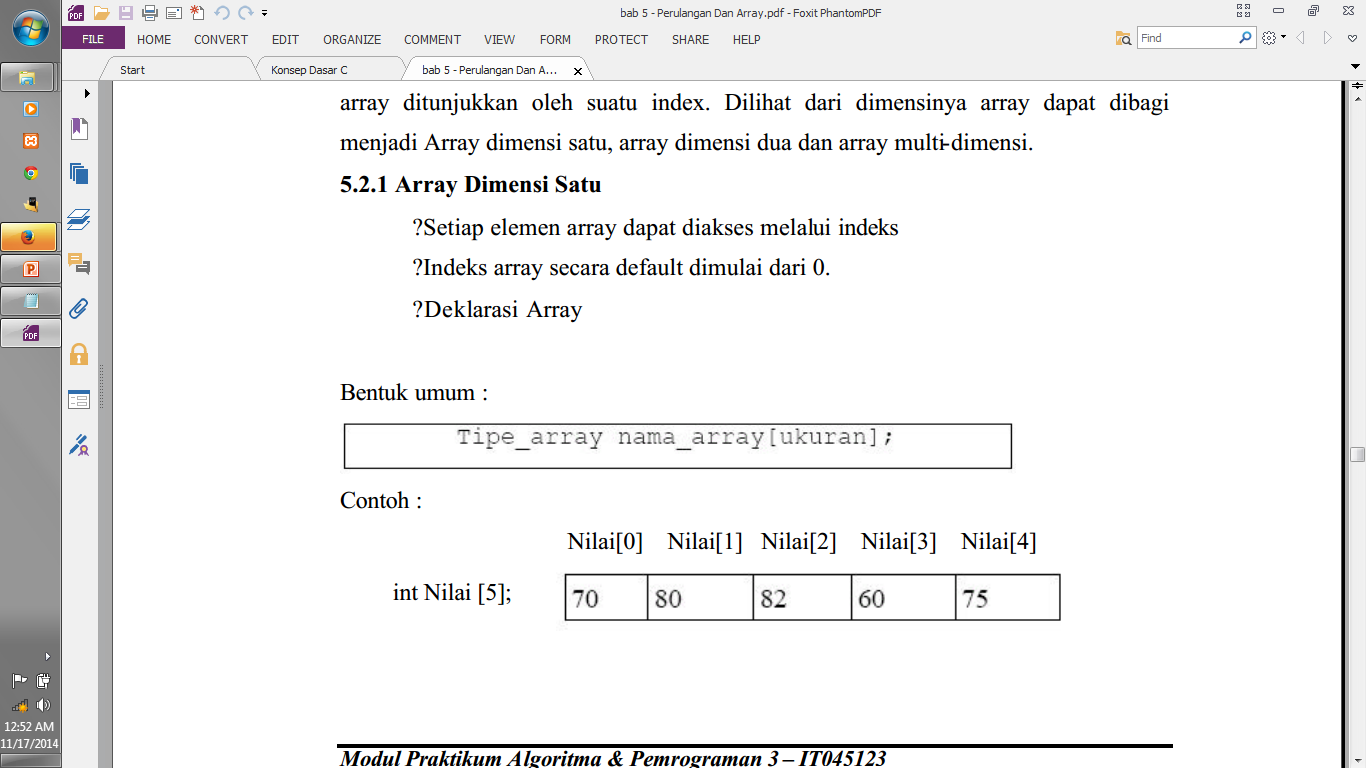 bab 5 - Perulangan Dan Array.pdf - Foxit PhantomPDF
FILE HOME CONVERT EDIT ORGANIZE COMMENT VIEW FORM PROTECT SHARE HELP
Find
Start Konsep Dasar C bab 5 - Perulangan Dan A...
array ditunjukkan oleh suatu index. Dilihat dari dimensinya array dapat dibagi
menjadi Array dimensi satu, array dimensi dua dan array multi-dimensi.
5.2.1 Array Dimensi Satu
?Setiap elemen array dapat diakses melalui indeks
?Indeks array secara default dimulai dari 0.
?Deklarasi Array
Bentuk umum :
Tipe_array nama_array[ukuran];
Contoh :
Nilai[0] Nilai[1] Nilai[2] Nilai[3] Nilai[4]
int Nilai [5]; 70 80 82 60 75
Modul Praktikum Algoritma & Pemrograman 3 – IT045123
12:52 AM
11/17/2014